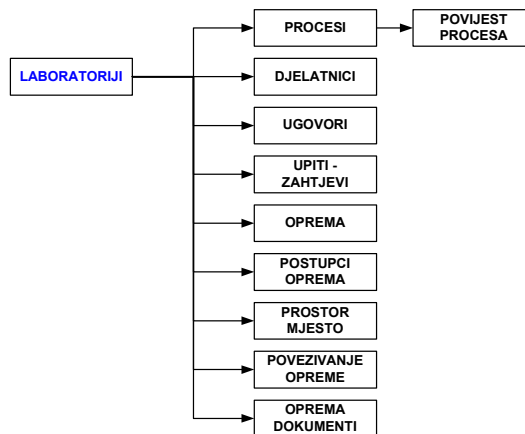 PROCESI
POVIJEST
PROCESA
LABORATORIJI
DJELATNICI
UGOVORI
UPITI -
ZAHTJEVI
OPREMA
POSTUPCI
OPREMA
PROSTOR
MJESTO
POVEZIVANJE
OPREME
OPREMA
DOKUMENTI